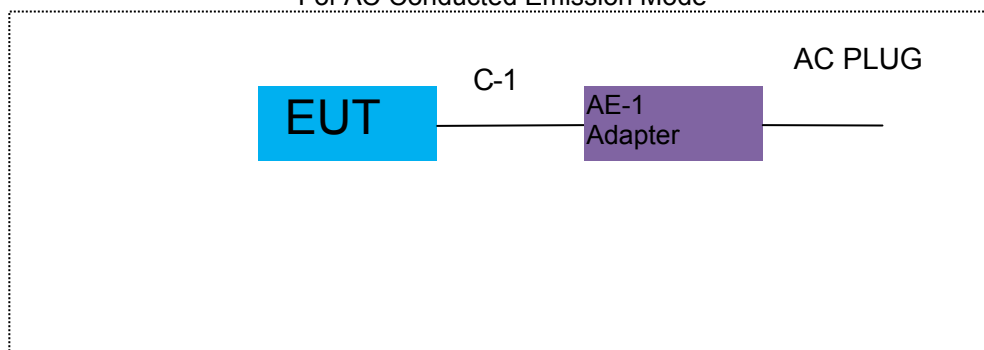 For AC Conducted Emission Mode
AC PLUG
C-1
EUT
AE-1
Adapter